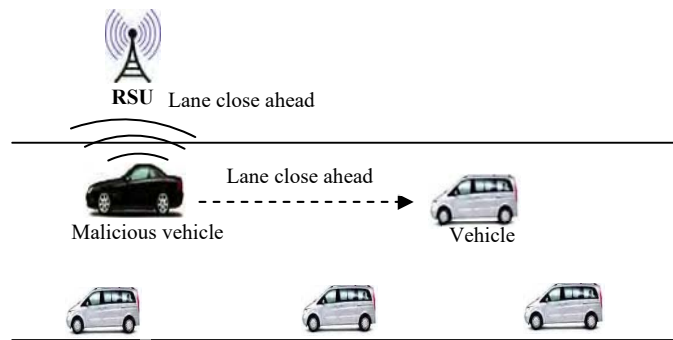 RSU
Lane close ahead
Lane close ahead
Malicious vehicle
Vehicle